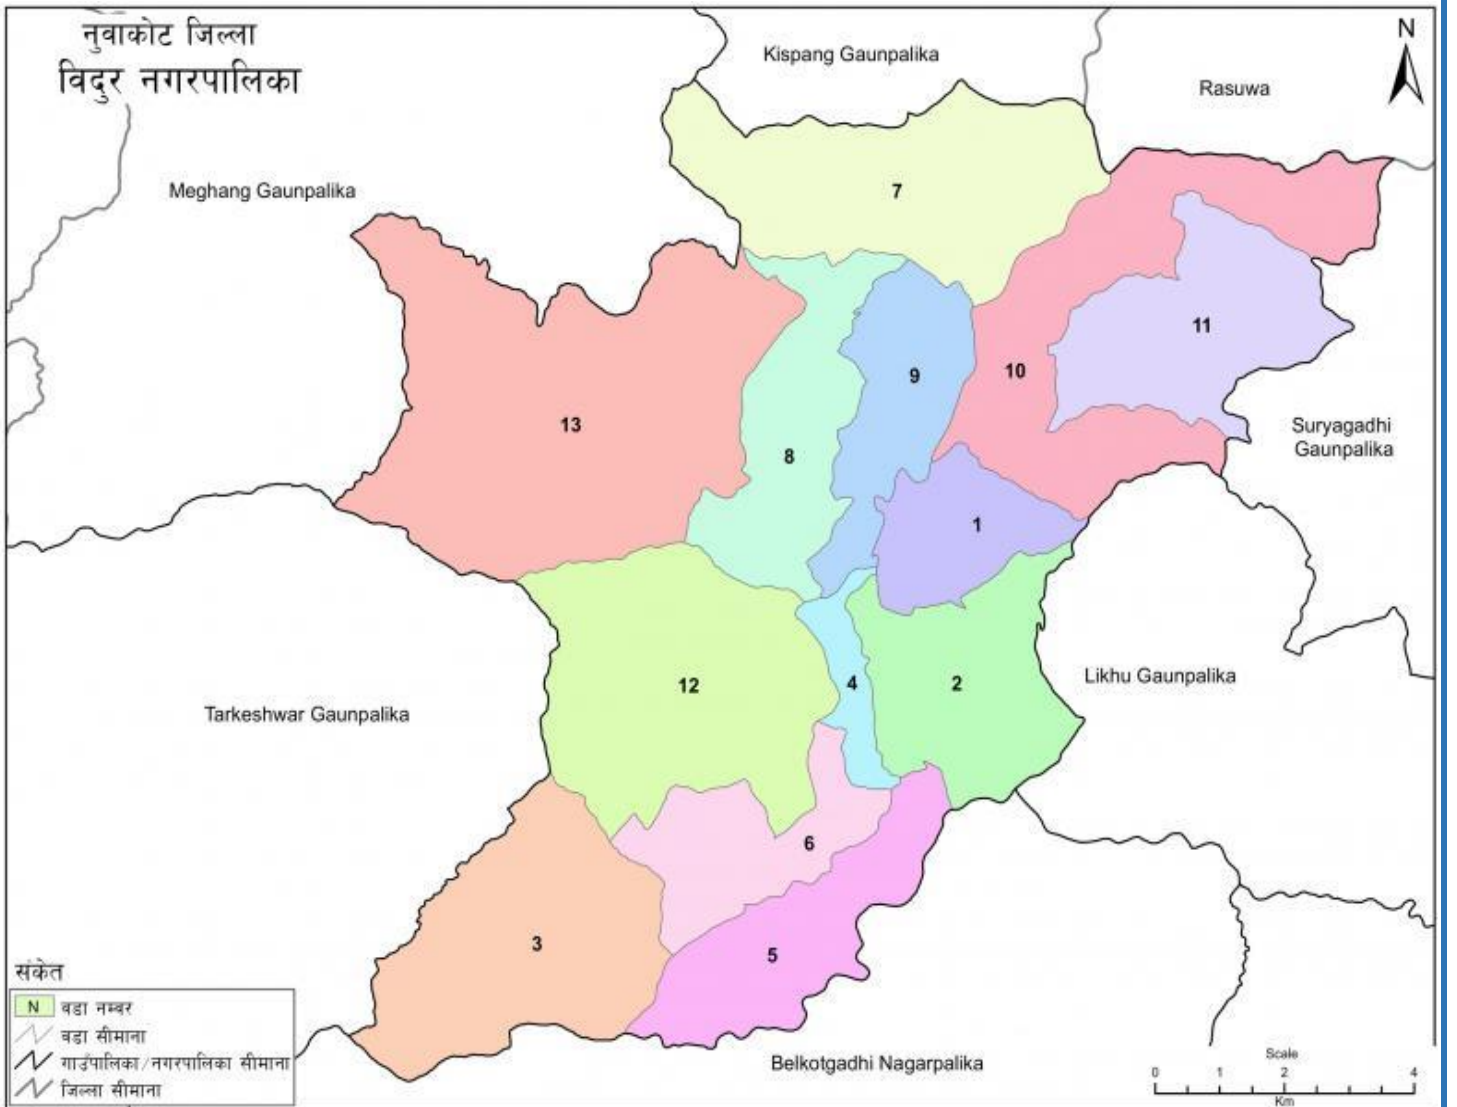 नुवाकोट जिल्ला
विदुर नगरपालिका
N
Kispang Gaunpalika
Rasuwa
Meghang Gaunpalika
7
11
10
9
13
8
Suryagadhi
Gaunpalika
1
Likhu Gaunpalika
4
2
12
Tarkeshwar Gaunpalika
6
3
5
Belkotgadhi Nagarpalika
संकेत
N वडा नम्बर
वडा सीमाना
गाउँपालिका/नगरपालिका सीमाना
जिल्ला सीमाना
Scale
0 1 2 4
Km